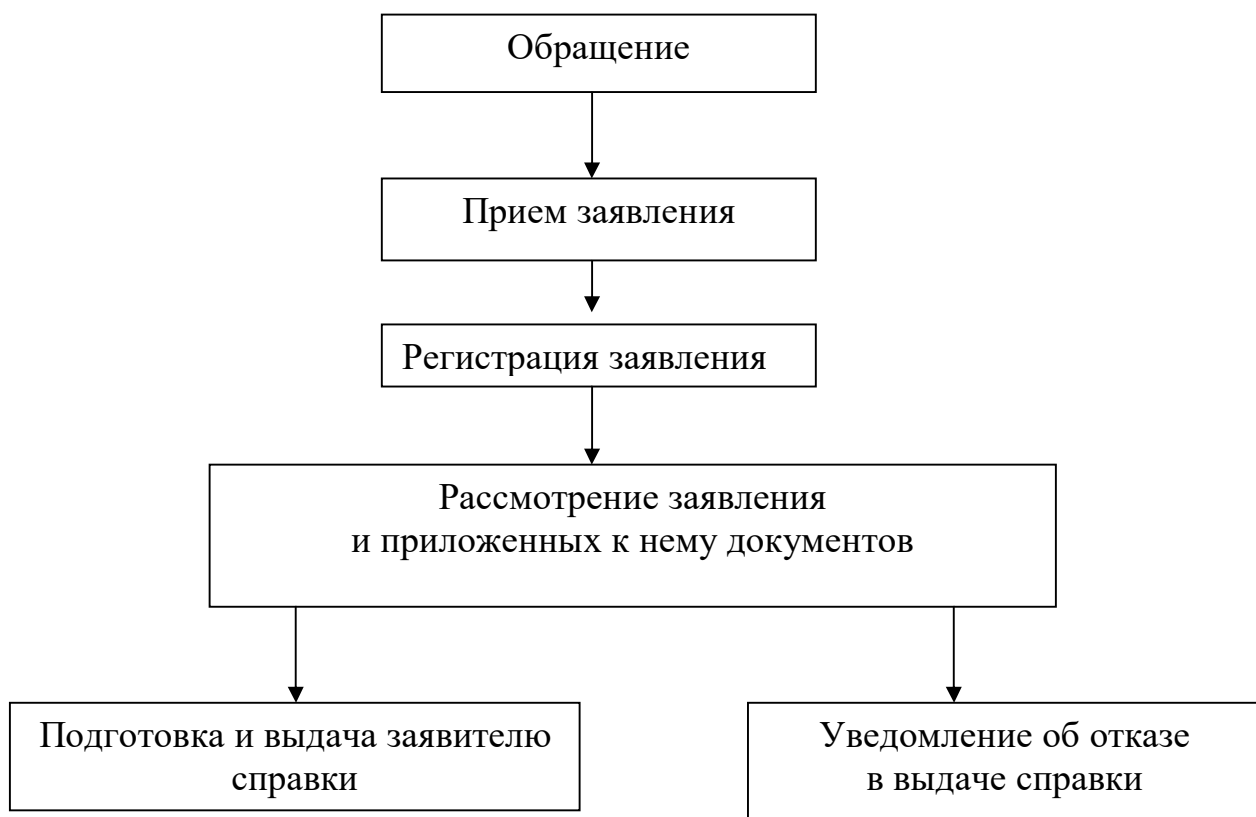 Обращение
Прием заявления
Регистрация заявления
Рассмотрение заявления
и приложенных к нему документов
Подготовка и выдача заявителю
справки
Уведомление об отказе
в выдаче справки